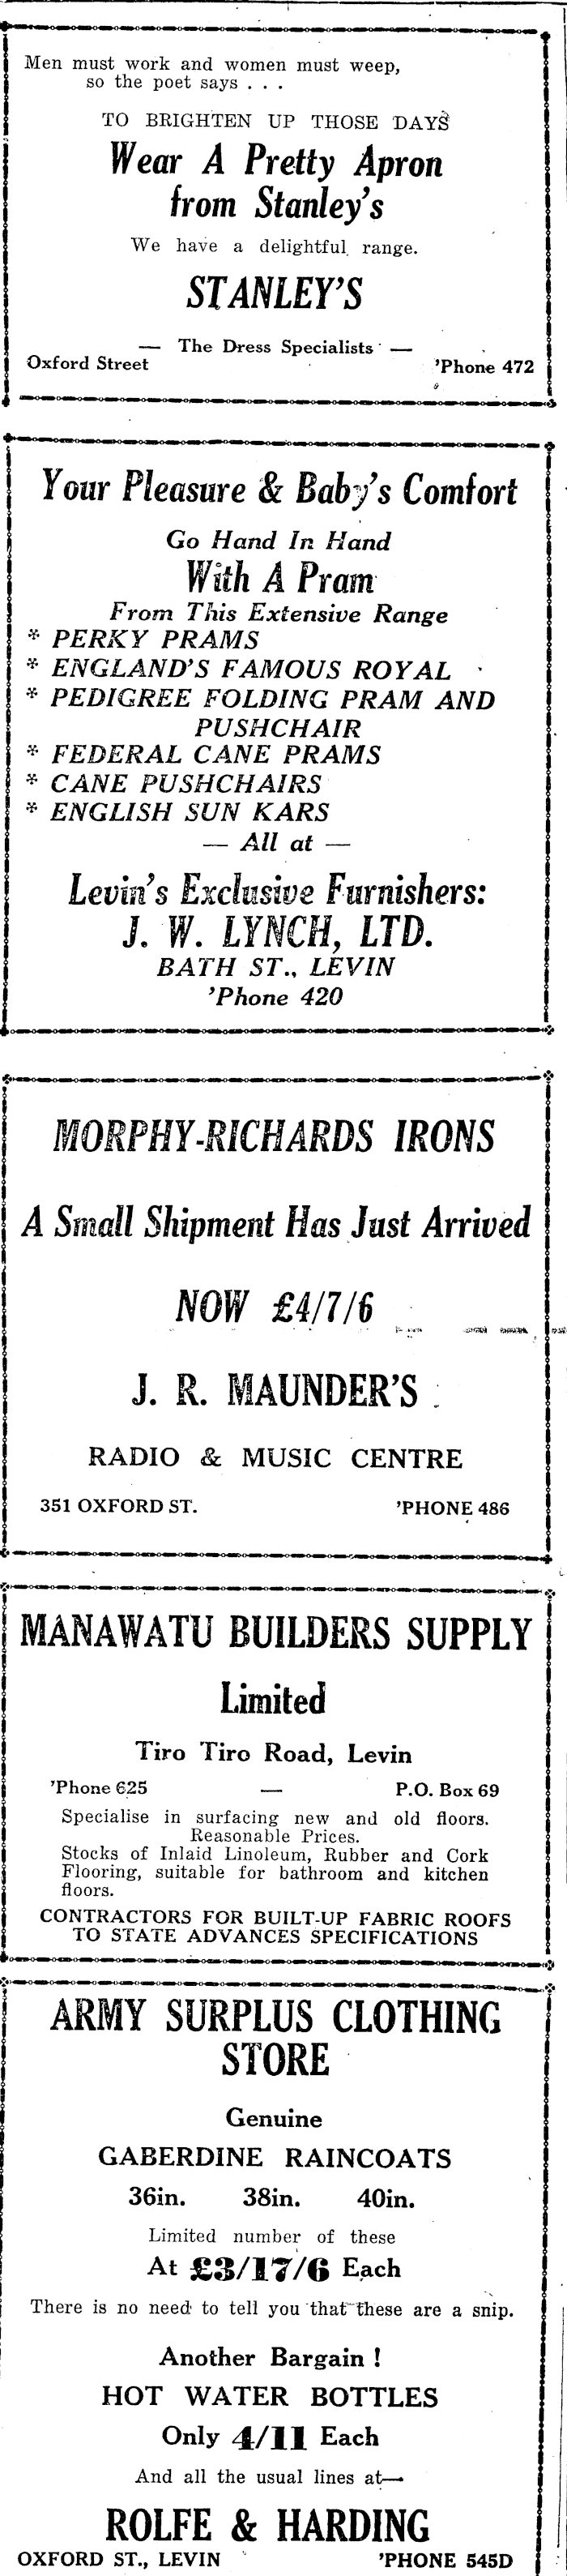 Men must work and women must weep,
so the poet says . . .
TO BRIGHTEN UP THOSE DAYS
Wear A Pretty Apron
from Stanley's
We have a delightful range.
STANLEY'S
— The Dress Specialists —
Oxford Street 'Phone 472
Your Pleasure & Baby's Comfort
Go Hand In Hand
With A Pram
From This Extensive Range
* PERKY PRAMS
* ENGLAND'S FAMOUS ROYAL
* PEDIGREE FOLDING PRAM AND
PUSHCHAIR
* FEDERAL CANE PRAMS
* CANE PUSHCHAIRS
* ENGLISH SUN KARS
— All at —
Levin's Exclusive Furnishers:
J. W. LYNCH, LTD.
BATH ST., LEVIN
'Phone 420
MORPHY-RICHARDS IRONS
A Small Shipment Has Just Arrived
NOW £4/7/6
J. R. MAUNDER'S
RADIO & MUSIC CENTRE
351 OXFORD ST. 'PHONE 486
MANAWATU BUILDERS SUPPLY
Limited
Tiro Tiro Road, Levin
'Phone 625 — P.O. Box 69
Specialise in surfacing new and old floors.
Reasonable Prices.
Stocks of Inlaid Linoleum, Rubber and Cork
Flooring, suitable for bathroom and kitchen
floors.
CONTRACTORS FOR BUILT-UP FABRIC ROOFS
TO STATE ADVANCES SPECIFICATIONS
ARMY SURPLUS CLOTHING
STORE
Genuine
GABERDINE RAINCOATS
36in. 38in. 40in.
Limited number of these
At £3/17/6 Each
There is no need to tell you that these are a snip.
Another Bargain !
HOT WATER BOTTLES
Only 4/11 Each
And all the usual lines at—
ROLFE & HARDING
OXFORD ST., LEVIN 'PHONE 545D